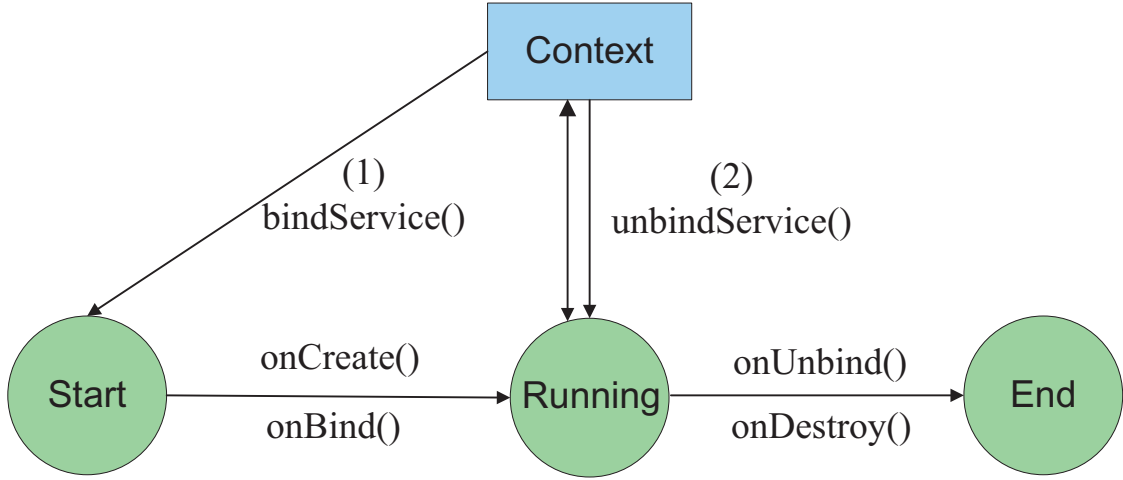 Context
(1)
bindService()
(2)
unbindService()
Start
onCreate()
onBind()
Running
onUnbind()
onDestroy()
End